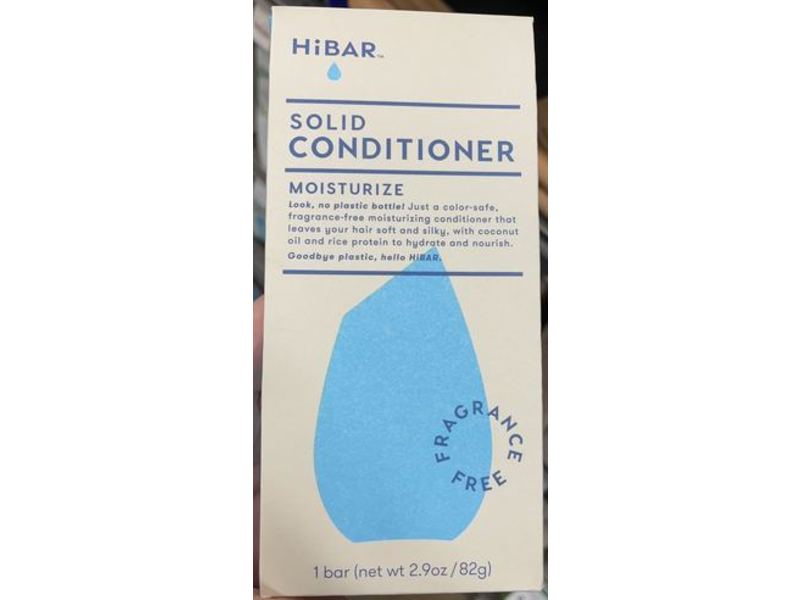 HiBAR™
SOLID
CONDITIONER
MOISTURIZE
Look, no plastic bottle! Just a color-safe,
fragrance-free moisturizing conditioner that
leaves your hair soft and silky, with coconut
oil and rice protein to hydrate and nourish.
Goodbye plastic, hello HiBAR.
FRAGRANCE
FREE
1 bar (net wt 2.9oz/82g)